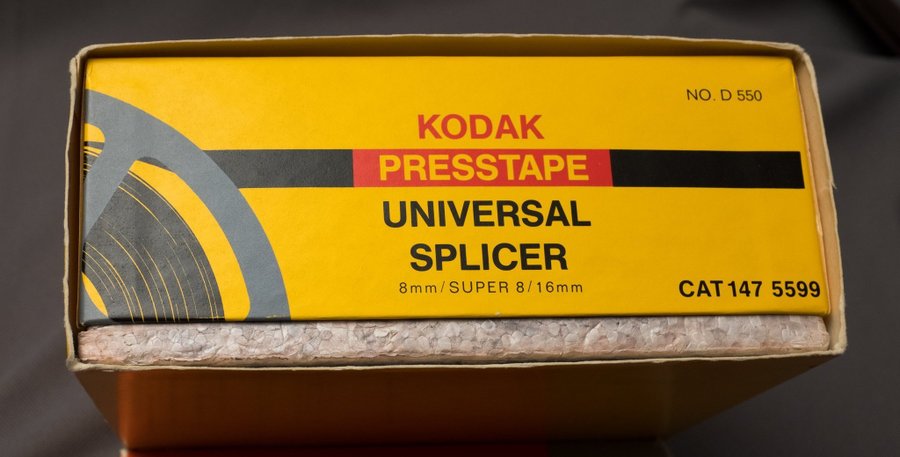 NO. D 550
KODAK
PRESSTAPE
UNIVERSAL
SPLICER
8mm/SUPER 8/16mm
CAT 147 5599